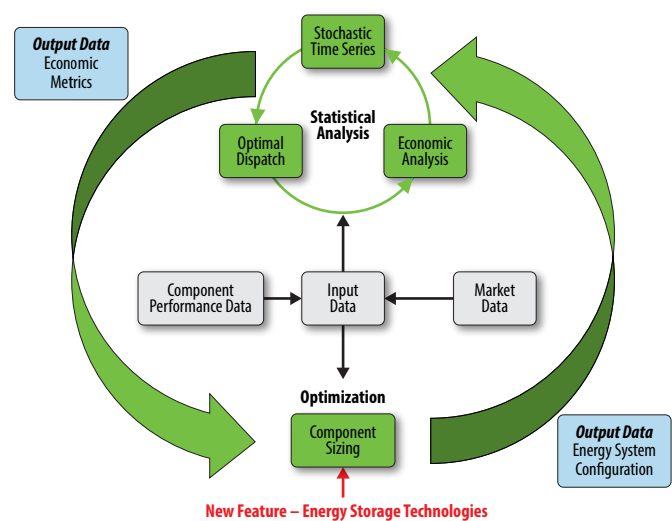 Output Data
Economic
Metrics
Stochastic
Time Series
Statistical
Analysis
Optimal
Dispatch
Economic
Analysis
Component
Performance Data
Input
Data
Market
Data
Optimization
Component
Sizing
Output Data
Energy System
Configuration
New Feature – Energy Storage Technologies